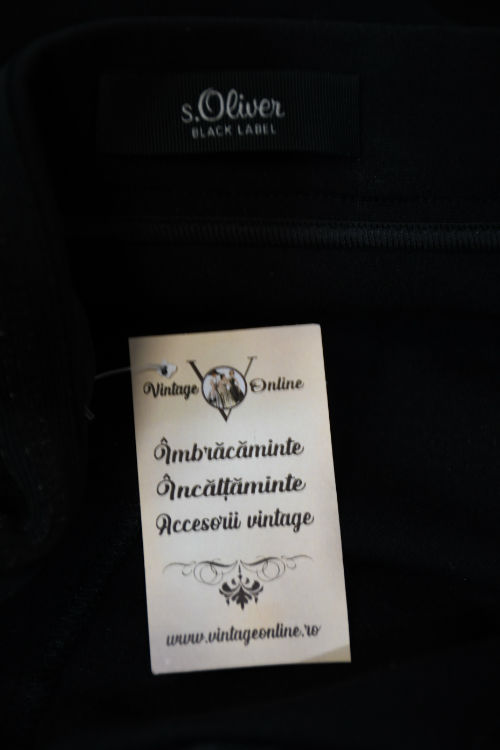 s.Oliver
BLACK LABEL
Vintage Online
Îmbrăcăminte
Încălțăminte
Accesorii vintage
www.vintageonline.ro